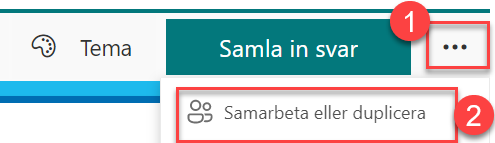 1
Tema Samla in svar ...
Samarbeta eller duplicera 2